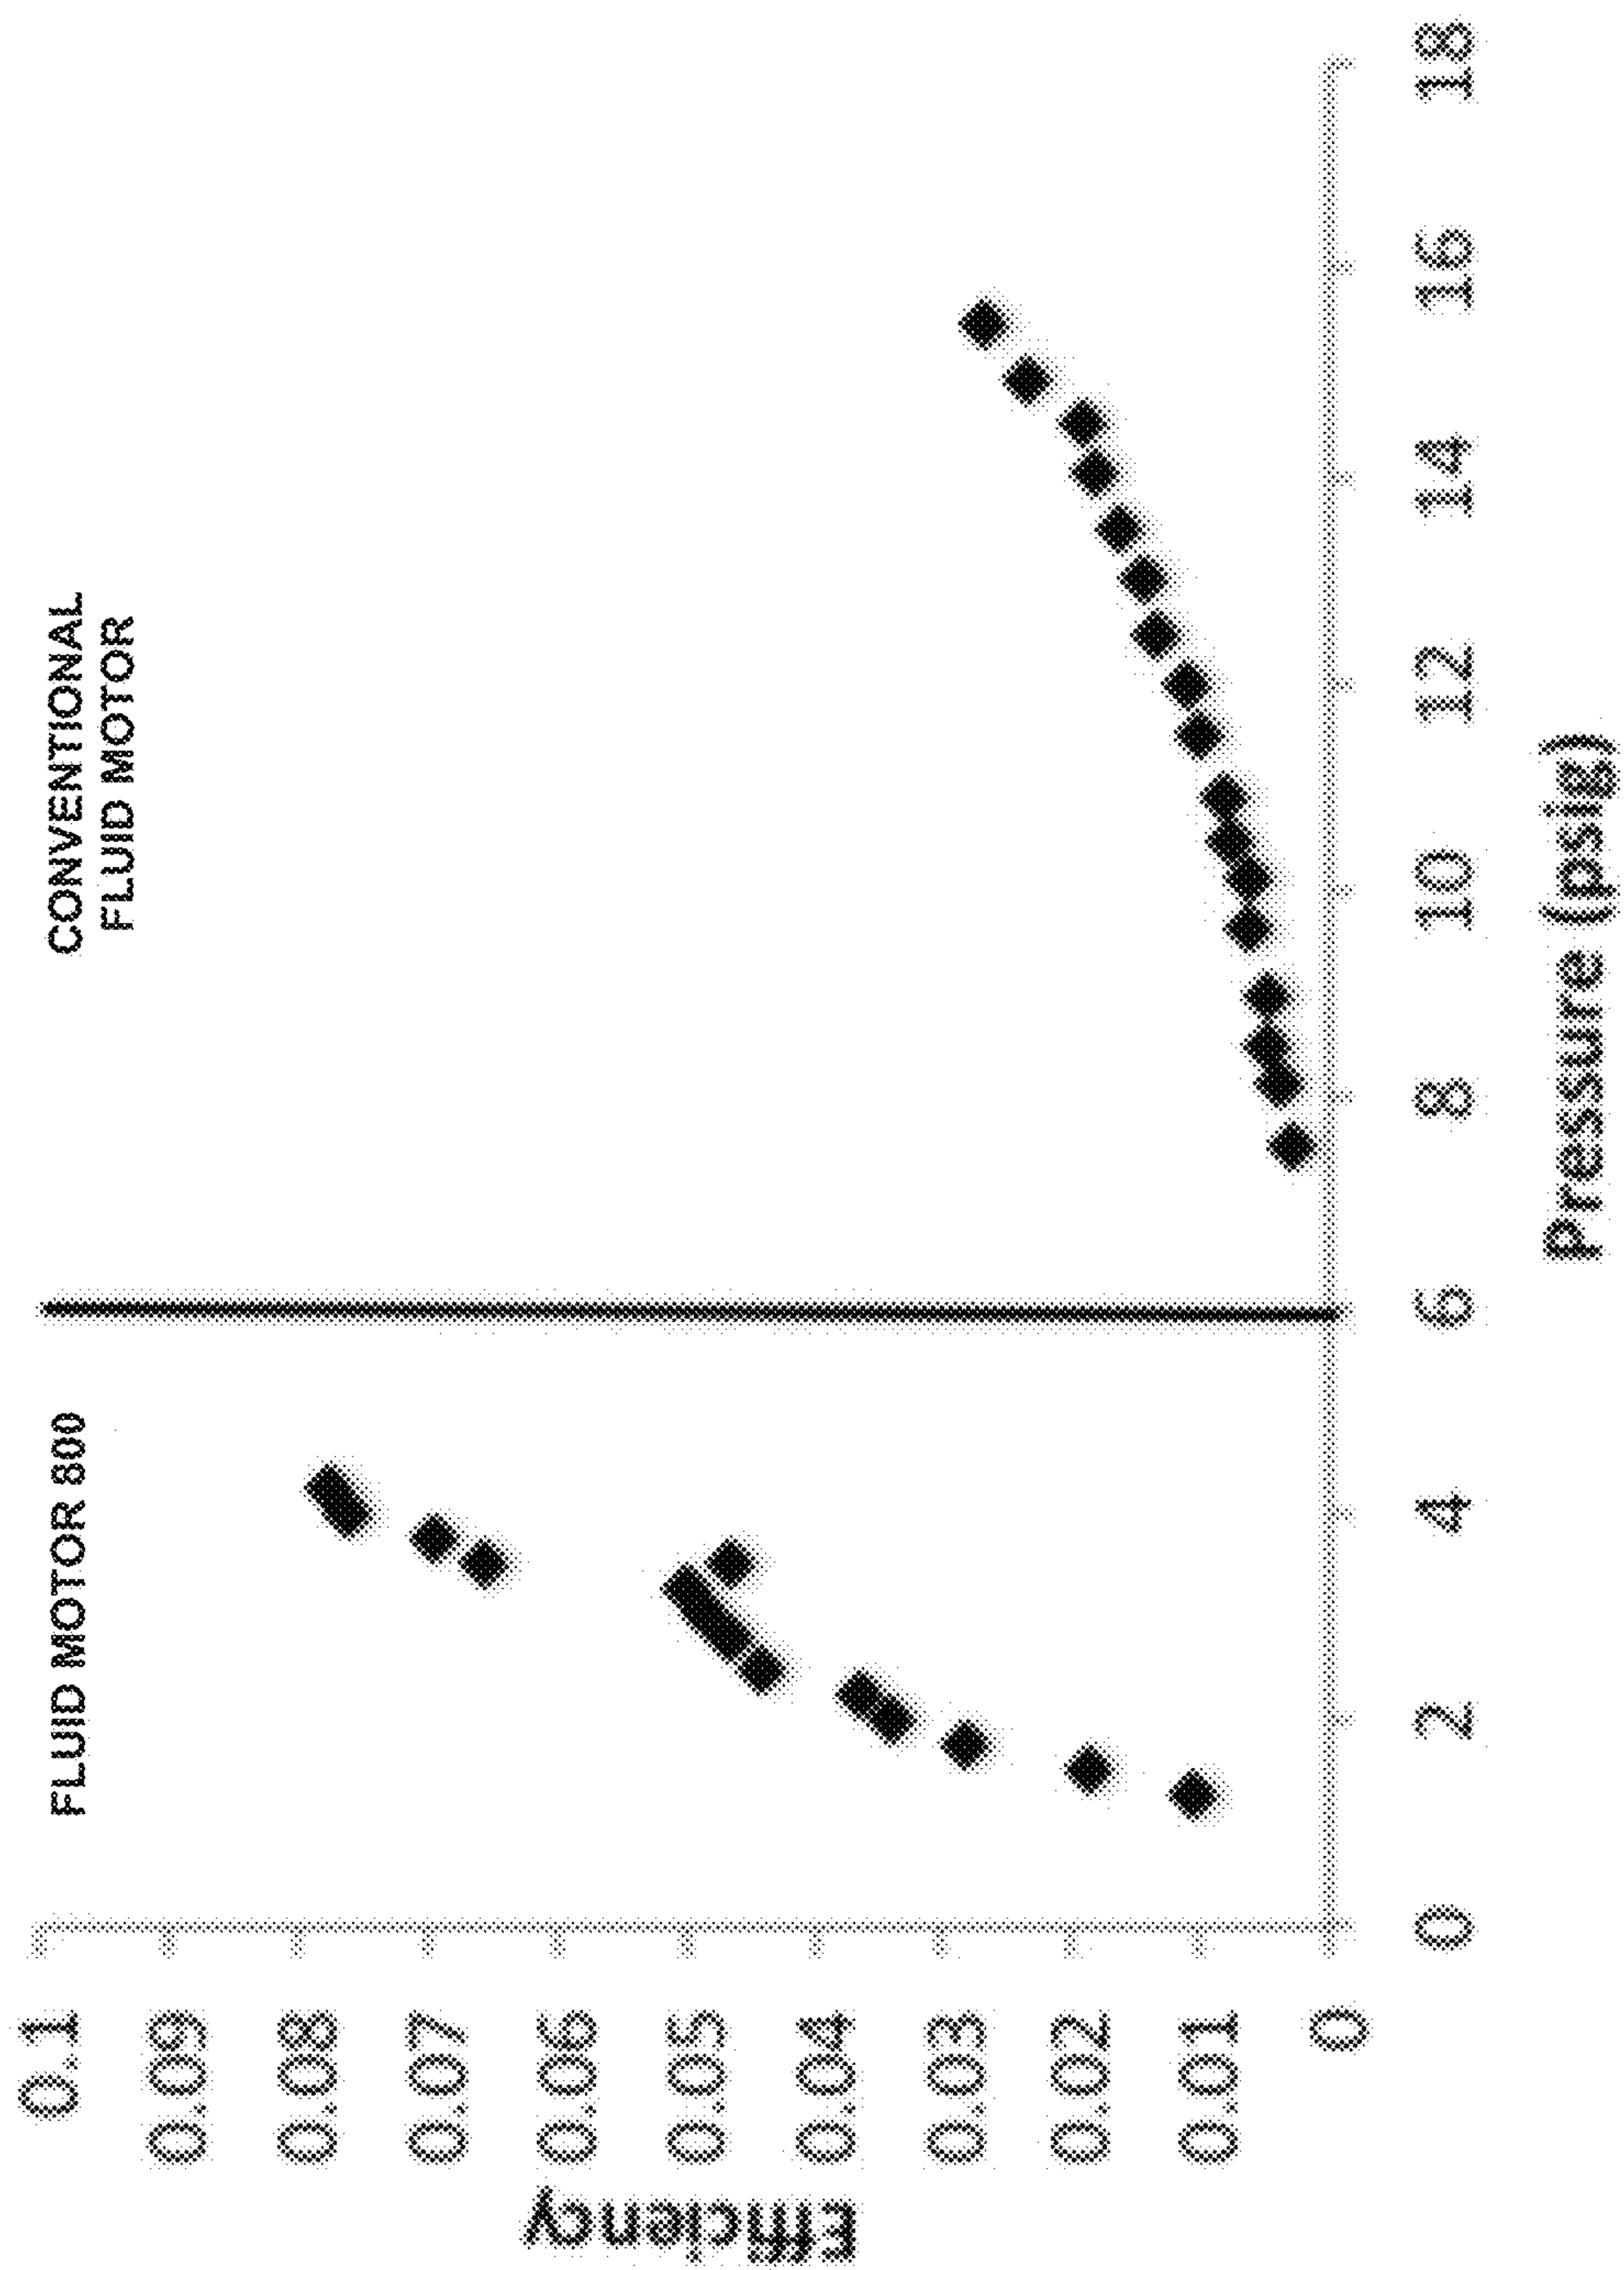 FLUID MOTOR 800
CONVENTIONAL
FLUID MOTOR
Efficiency
0.1
0.09
0.08
0.07
0.06
0.05
0.04
0.03
0.02
0.01
0
0 2 4 6 8 10 12 14 16 18
Pressure (psig)